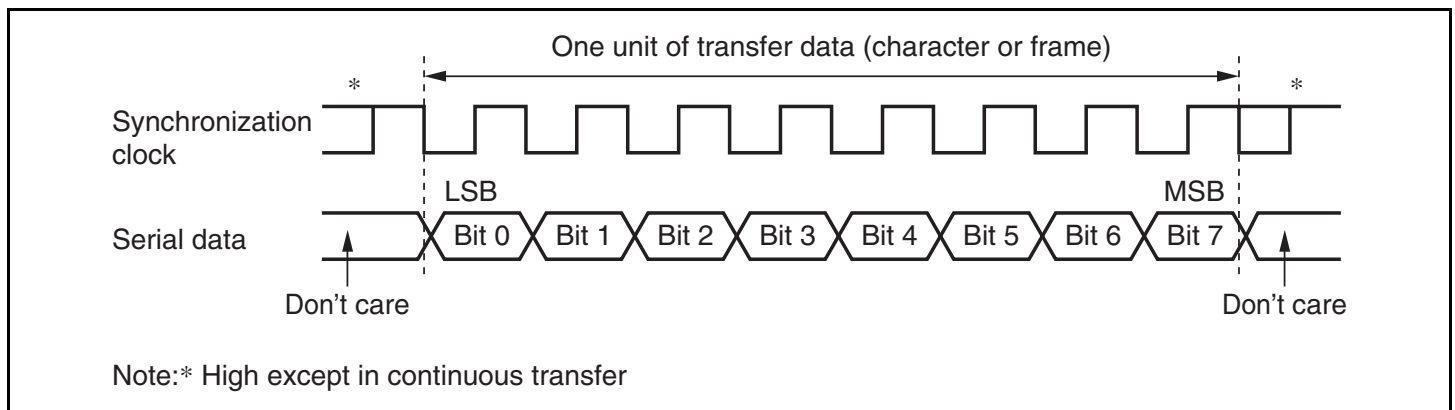 One unit of transfer data (character or frame)
* *
Synchronization
clock
LSB MSB
Serial data Bit 0 Bit 1 Bit 2 Bit 3 Bit 4 Bit 5 Bit 6 Bit 7
Don't care Don't care
Note:* High except in continuous transfer